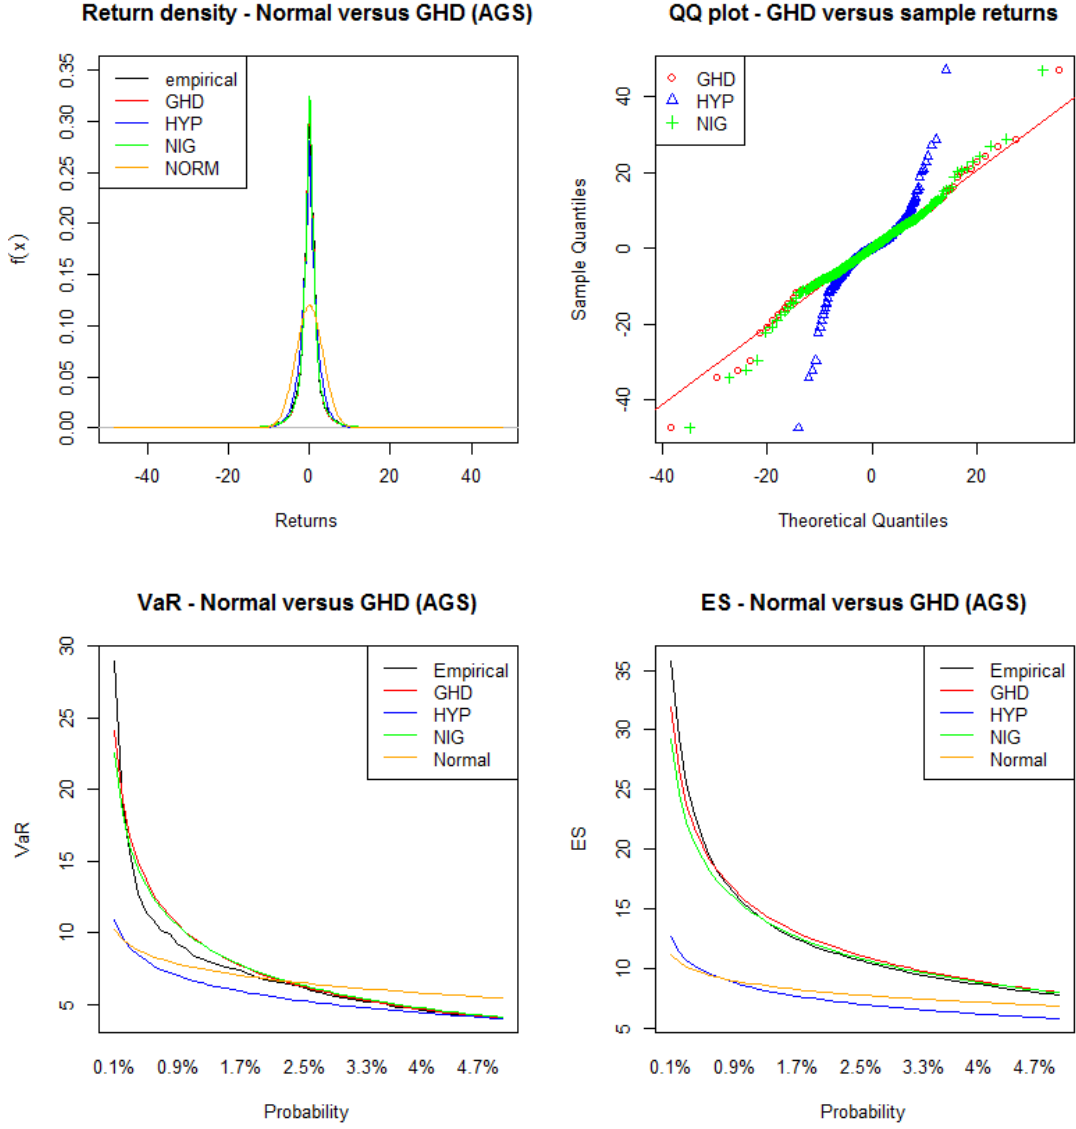 Return density - Normal versus GHD (AGS)
f(x)
0.35
0.30
0.25
0.20
0.15
0.10
0.05
0.00
empirical
GHD
HYP
NIG
NORM
-40 -20 0 20 40
Returns
QQ plot - GHD versus sample returns
Sample Quantiles
40
20
0
-20
-40
GHD
HYP
NIG
-40 -20 0 20
Theoretical Quantiles
VaR - Normal versus GHD (AGS)
VaR
30
25
20
15
10
5
Empirical
GHD
HYP
NIG
Normal
0.1% 0.9% 1.7% 2.5% 3.3% 4% 4.7%
Probability
ES - Normal versus GHD (AGS)
ES
35
30
25
20
15
10
5
Empirical
GHD
HYP
NIG
Normal
0.1% 0.9% 1.7% 2.5% 3.3% 4% 4.7%
Probability